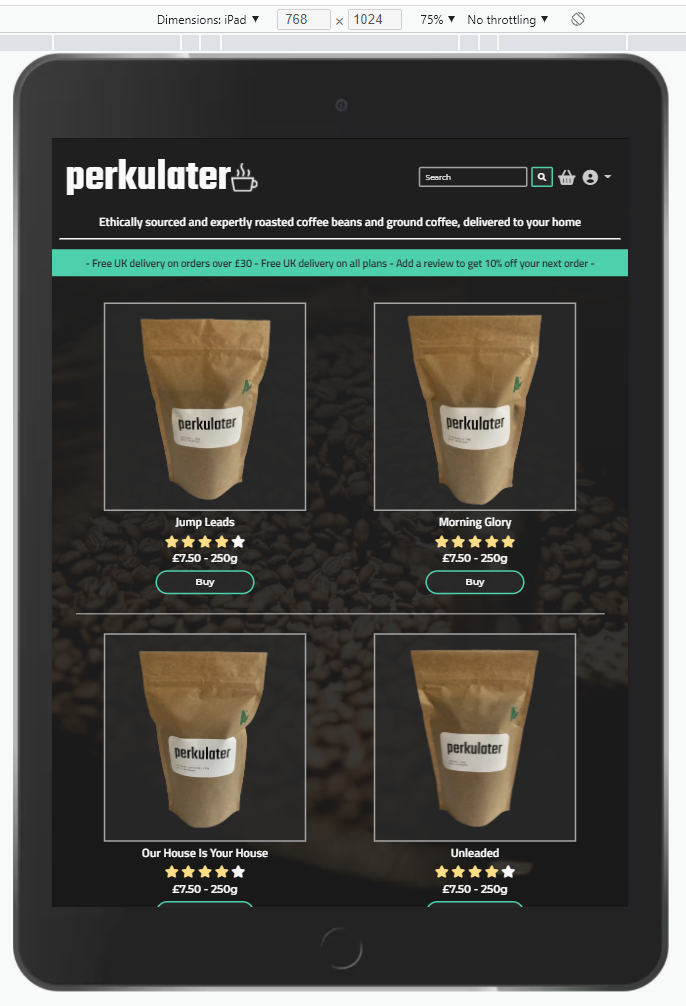 Dimensions: iPad ▼ 768 × 1024 75% ▼ No throttling ▼
perkulater
Search
Ethically sourced and expertly roasted coffee beans and ground coffee, delivered to your home
- Free UK delivery on orders over £30 - Free UK delivery on all plans - Add a review to get 10% off your next order -
perkulater
perkulater
Jump Leads
Morning Glory
£7.50 - 250g
£7.50 - 250g
Buy
Buy
perkulater
perkulater
Our House Is Your House
Unleaded
£7.50 - 250g
£7.50 - 250g